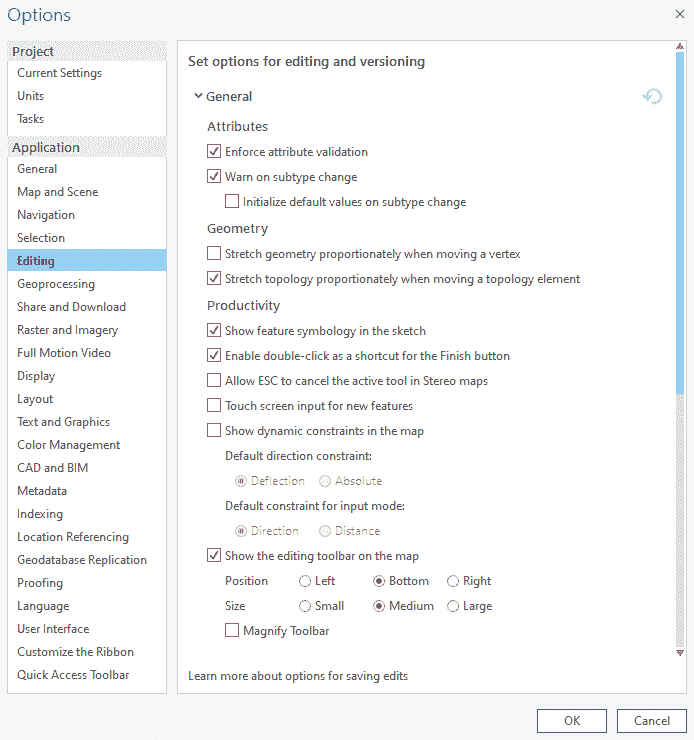 Options
Project
Current Settings
Units
Tasks
Application
General
Map and Scene
Navigation
Selection
Editing
Geoprocessing
Share and Download
Raster and Imagery
Full Motion Video
Display
Layout
Text and Graphics
Color Management
CAD and BIM
Metadata
Indexing
Location Referencing
Geodatabase Replication
Proofing
Language
User Interface
Customize the Ribbon
Quick Access Toolbar
Set options for editing and versioning
General
Attributes
Enforce attribute validation
Warn on subtype change
Initialize default values on subtype change
Geometry
Stretch geometry proportionately when moving a vertex
Stretch topology proportionately when moving a topology element
Productivity
Show feature symbology in the sketch
Enable double-click as a shortcut for the Finish button
Allow ESC to cancel the active tool in Stereo maps
Touch screen input for new features
Show dynamic constraints in the map
Default direction constraint:
Deflection Absolute
Default constraint for input mode:
Direction Distance
Show the editing toolbar on the map
Position Left Bottom Right
Size Small Medium Large
Magnify Toolbar
Learn more about options for saving edits
OK Cancel